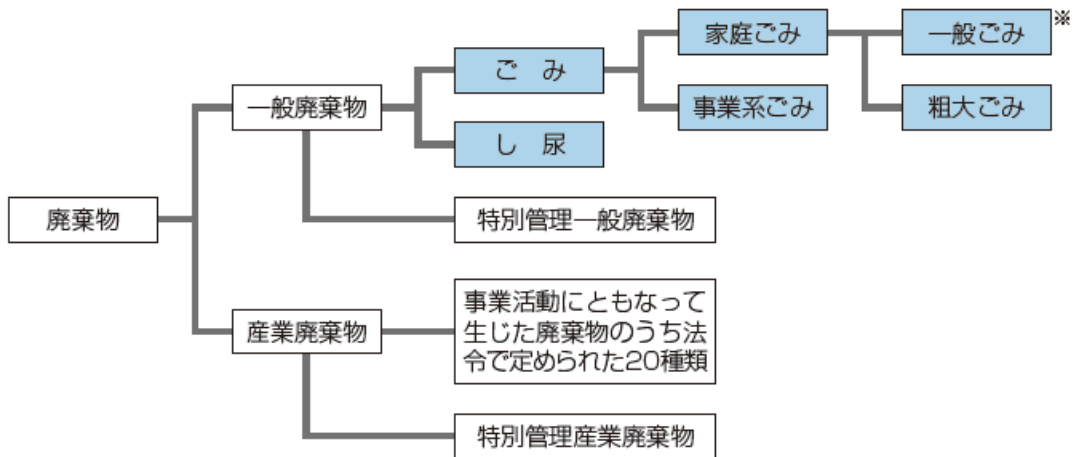 家庭ごみ
一般ごみ※
ごみ
一般廃棄物
事業系ごみ
粗大ごみ
し尿
廃棄物
特別管理一般廃棄物
産業廃棄物
事業活動にともなって
生じた廃棄物のうち法
令で定められた20種類
特別管理産業廃棄物